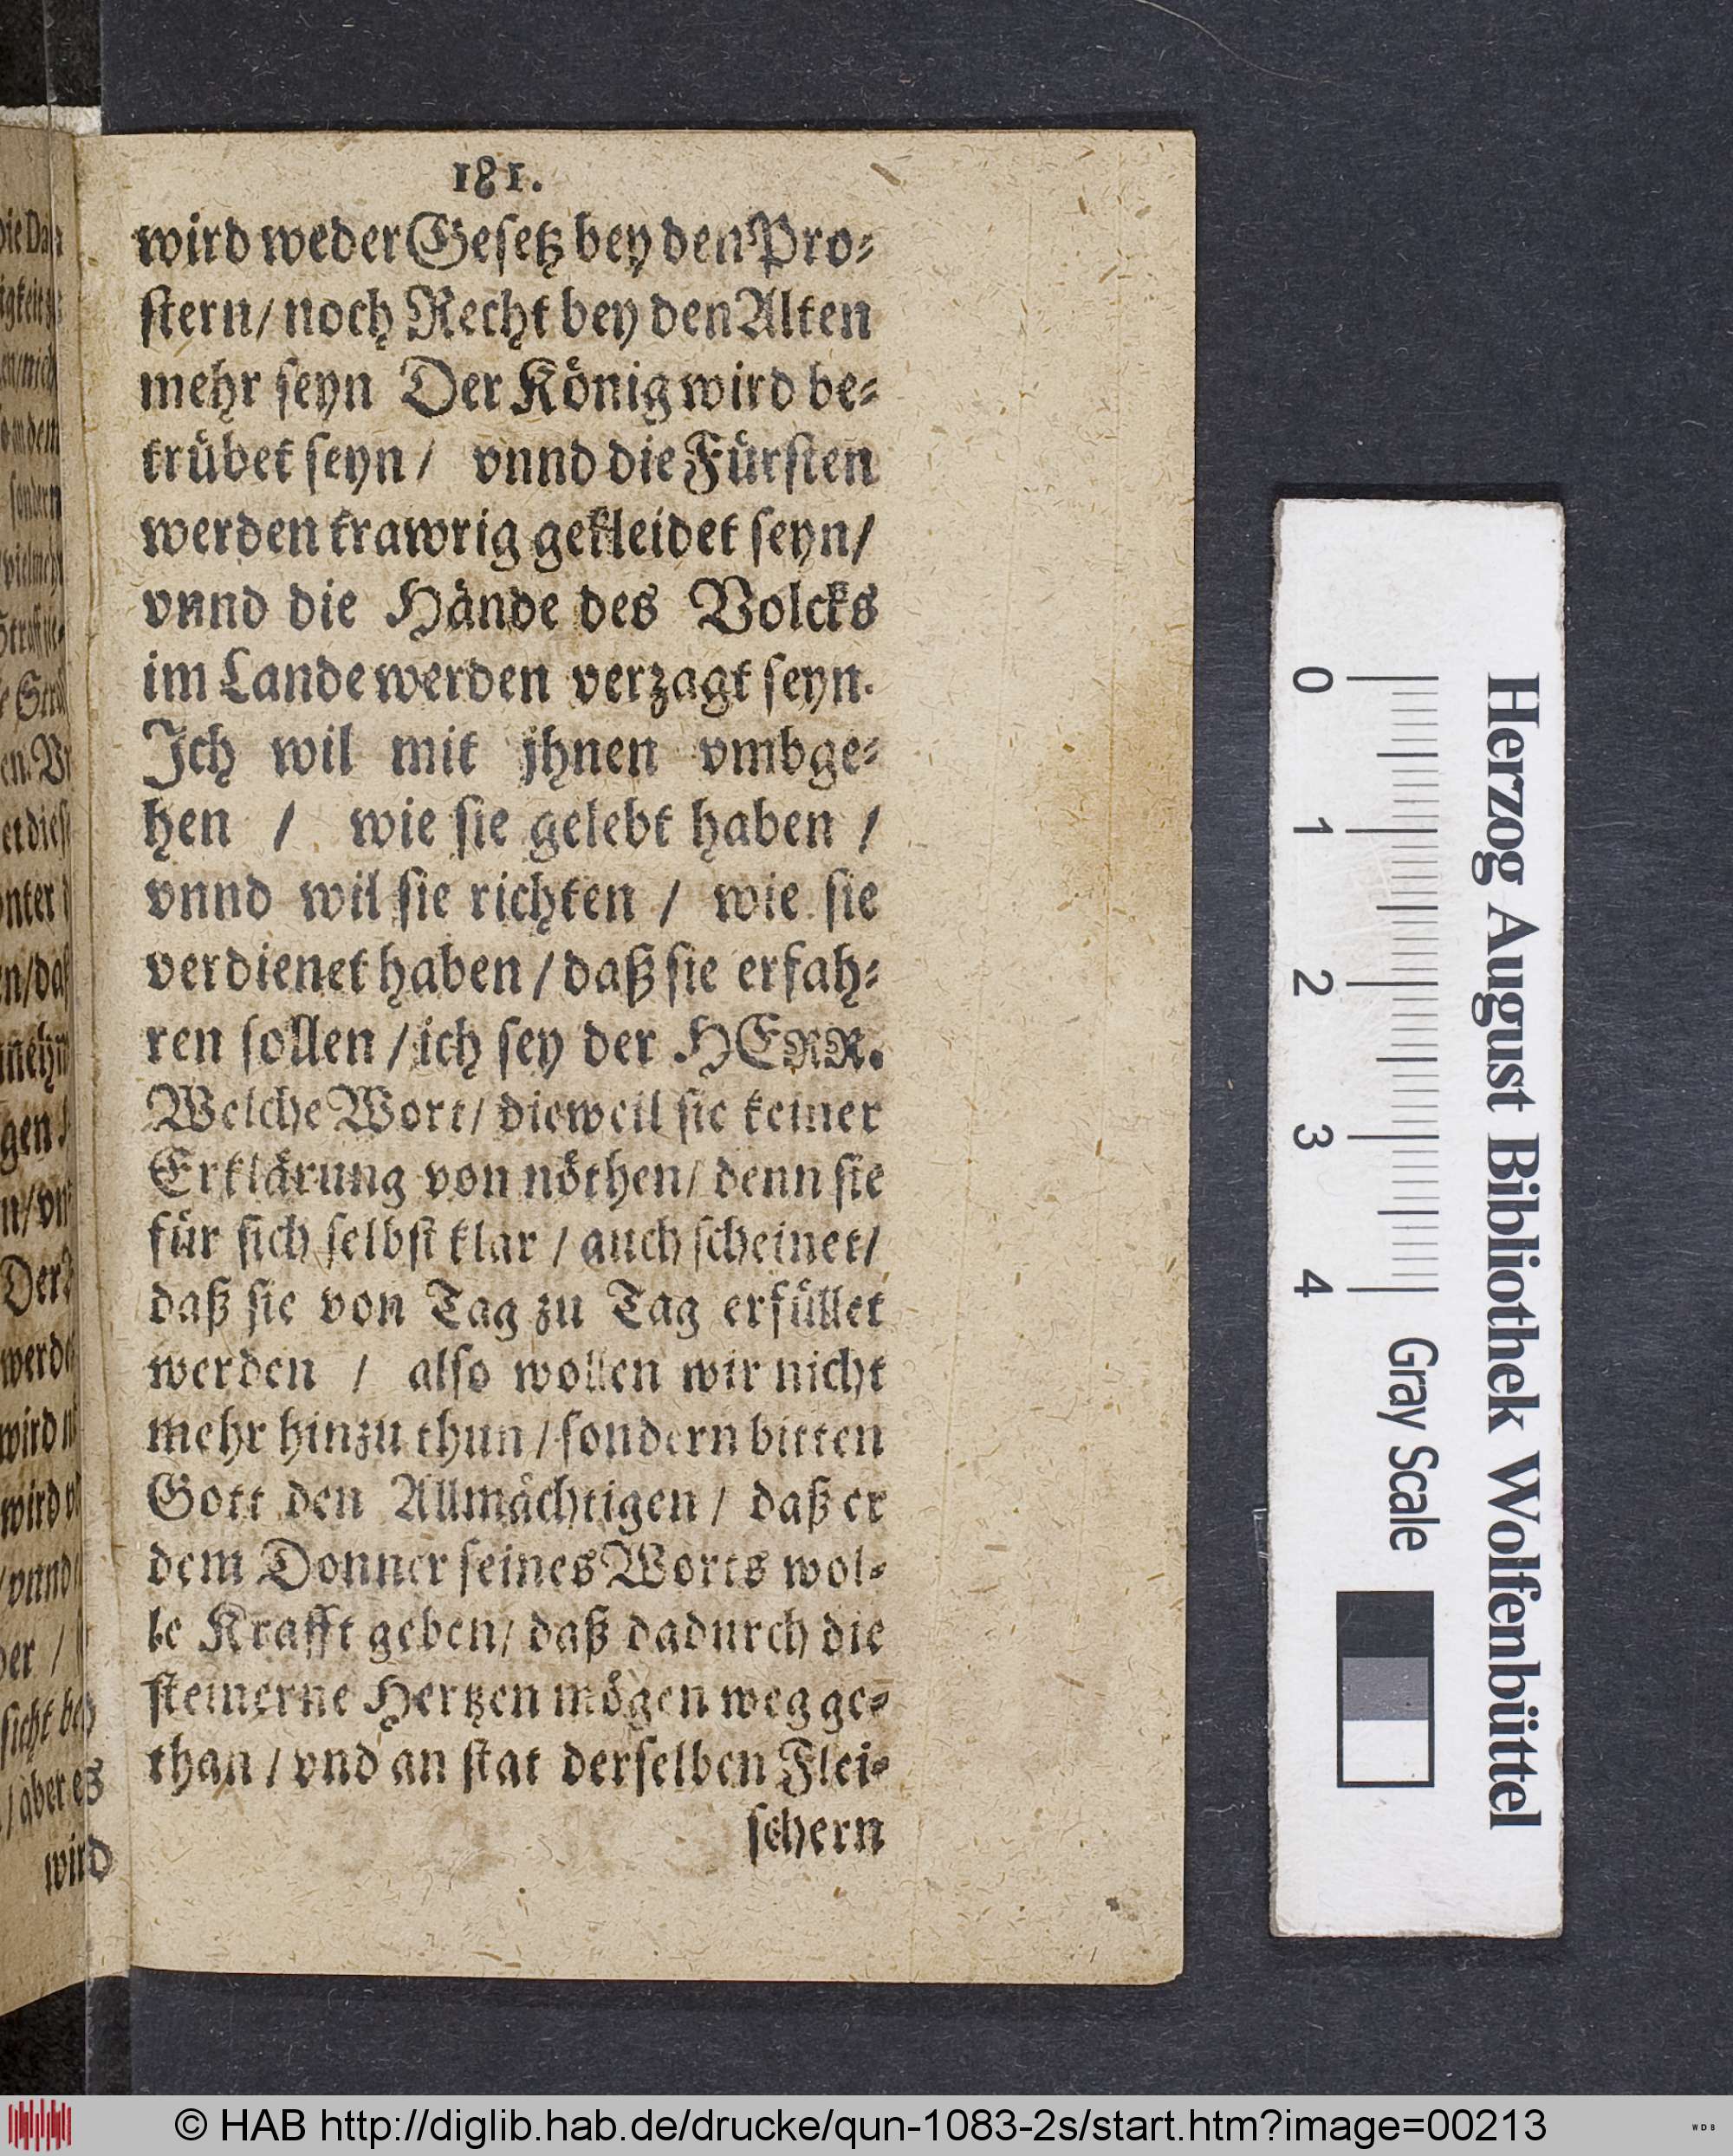 181.
wird weder Gesetz bey den Pro⸗
stern/ noch Recht bey den Alten
mehr seyn Der König wird be⸗
trübet seyn / vnnd die Fürsten
werden trawrig gekleidet seyn/
vnnd die Hände des Volcks
im Lande werden verzagt seyn.
Ich wil mit jhnen vmbge⸗
hen / wie sie gelebt haben /
vnnd wil sie richten / wie sie
verdienet haben / daß sie erfah⸗
ren sollen / ich sey der HERR.
Welche Wort/ dieweil sie keiner
Erklärung von nöthen/ denn sie
für sich selbst klar / auch scheinet/
daß sie von Tag zu Tag erfüllet
werden / also wollen wir nicht
mehr hinzu thun / sondern bitten
Gott den Allmächtigen / daß er
dem Donner seines Worts wol⸗
le Krafft geben/ daß dadurch die
steinerne Hertzen mögen weg ge⸗
than / vnd an stat derselben Flei⸗
schern
sondern
vielmehr
/ aber es
wird
Herzog August Bibliothek Wolfenbüttel
0 1 2 3 4 Gray Scale
© HAB http://diglib.hab.de/drucke/qun-1083-2s/start.htm?image=00213
WDB